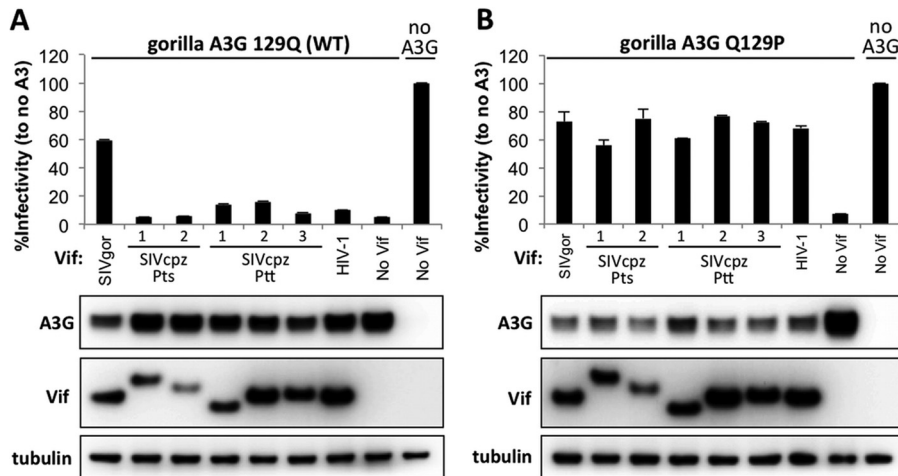 A
gorilla A3G 129Q (WT)
no
A3G
%Infectivity (to no A3)
120
100
80
60
40
20
0
Vif:
SIVgor
1 2
SIVcpz
Pts
1 2 3
SIVcpz
Ptt
HIV-1
No Vif
No Vif
A3G
Vif
tubulin
B
gorilla A3G Q129P
no
A3G
%Infectivity (to no A3)
120
100
80
60
40
20
0
Vif:
SIVgor
1 2
SIVcpz
Pts
1 2 3
SIVcpz
Ptt
HIV-1
No Vif
No Vif
A3G
Vif
tubulin